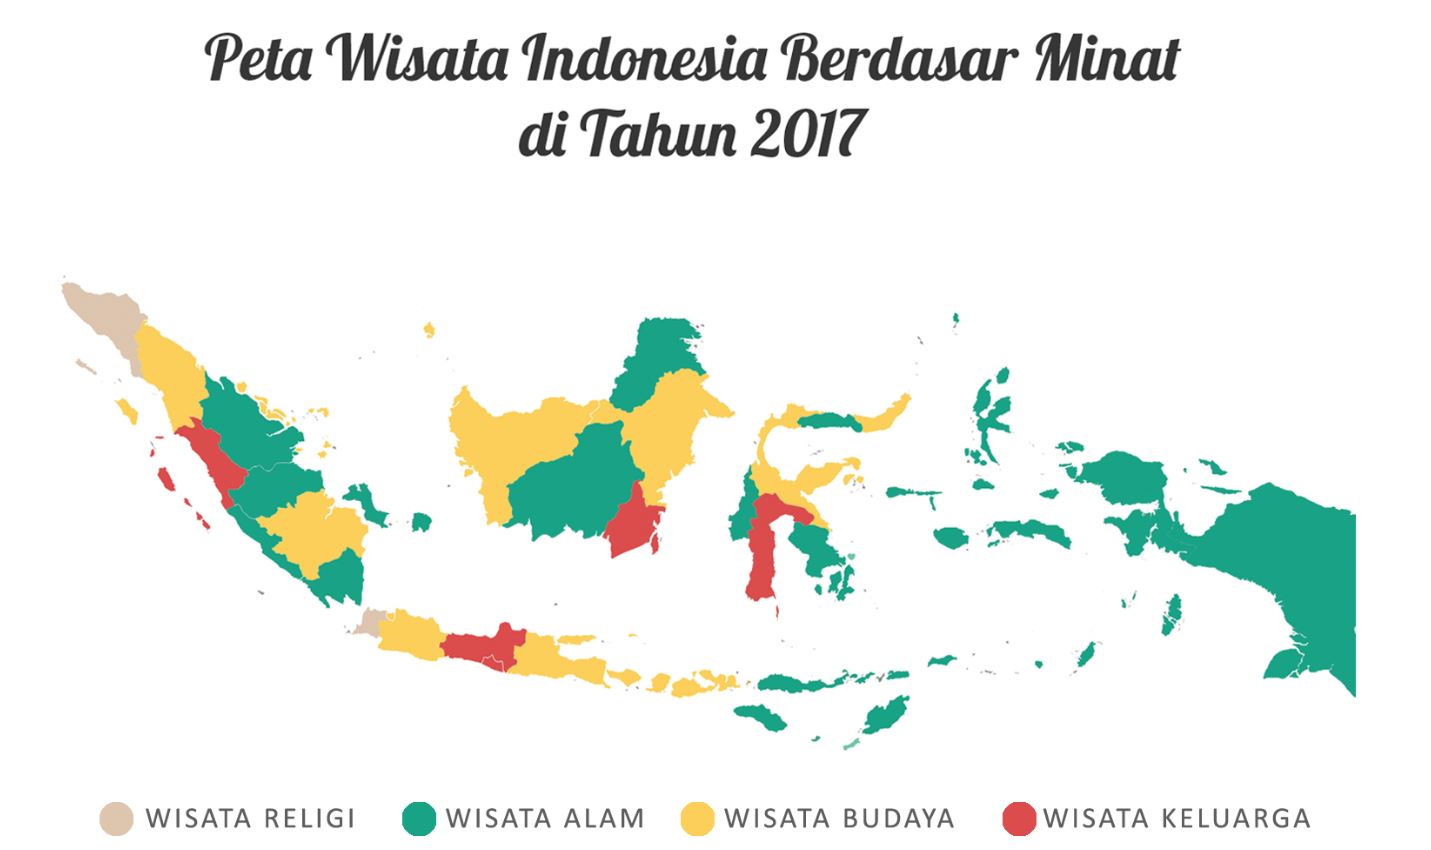 Peta Wisata Indonesia Berdasar Minat
di Tahun 2017
WISATA RELIGI
WISATA ALAM
WISATA BUDAYA
WISATA KELUARGA